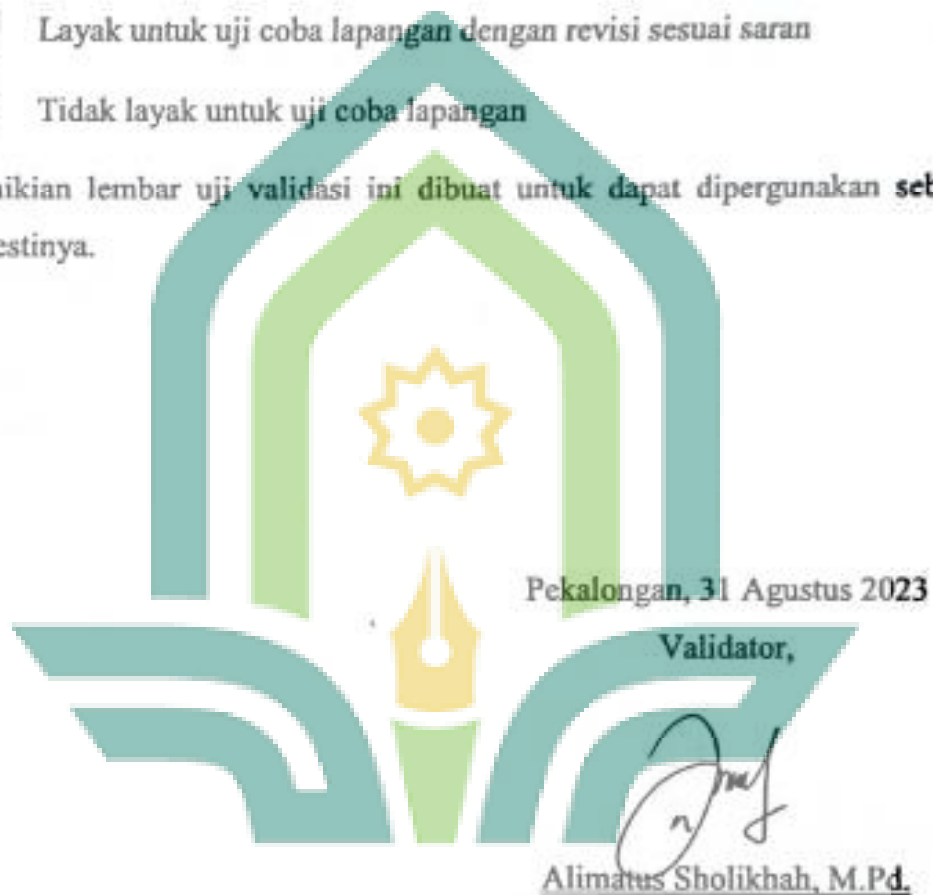 Layak untuk uji coba lapangan dengan revisi sesuai saran
Tidak layak untuk uji coba lapangan
ikian lembar uji validasi ini dibuat untuk dapat dipergunakan seb
estinya.
Pekalongan, 31 Agustus 2023
Validator,
Alimatus Sholikhah, M.Pd.